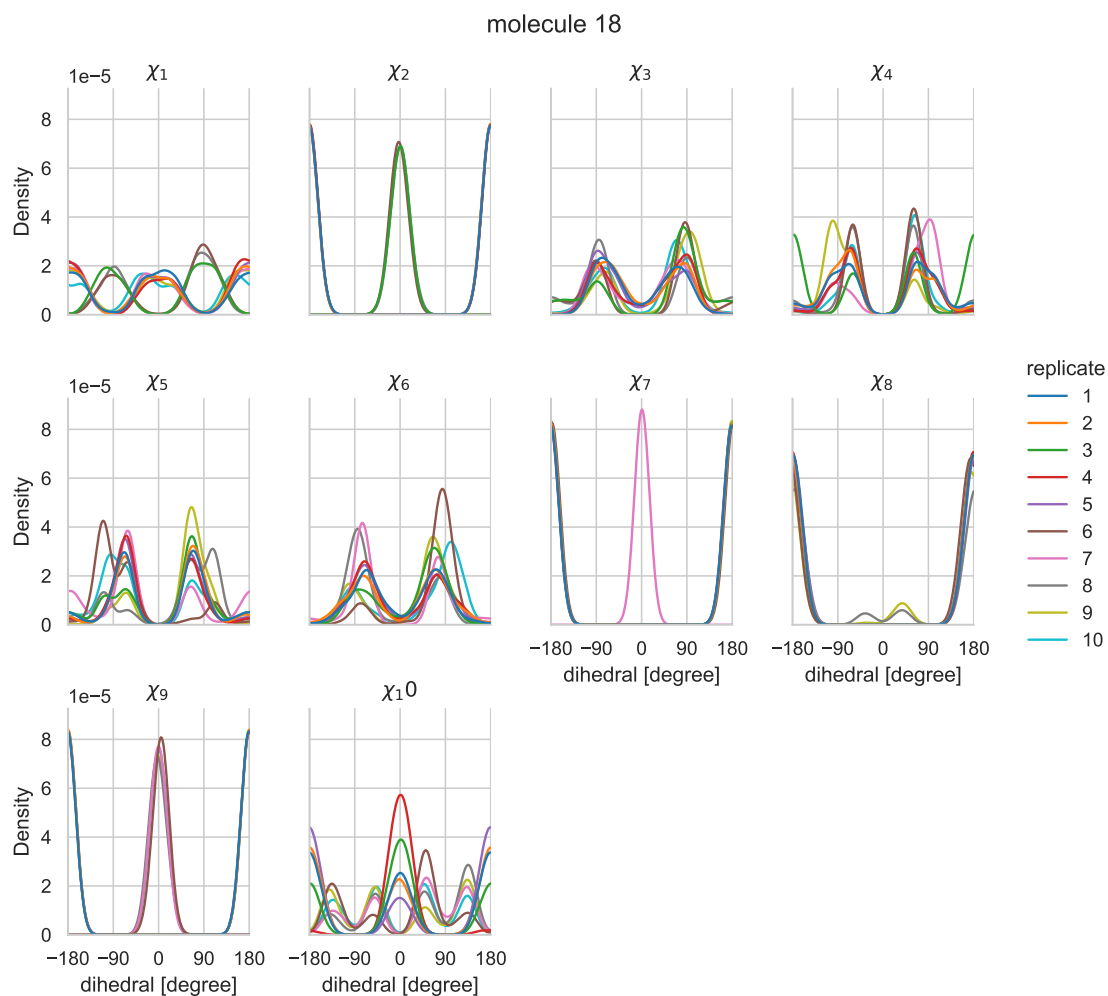 molecule 18
χ₁ χ₂ χ₃ χ₄
1e−5
8
6
4
2
0
Density
χ₅ χ₆ χ₇ χ₈
1e−5
8
6
4
2
0
Density
−180 −90 0 90 180 −180 −90 0 90 180
dihedral [degree] dihedral [degree]
replicate
1
2
3
4
5
6
7
8
9
10
χ₉ χ₁0
1e−5
8
6
4
2
0
Density
−180 −90 0 90 180 −180 −90 0 90 180
dihedral [degree] dihedral [degree]